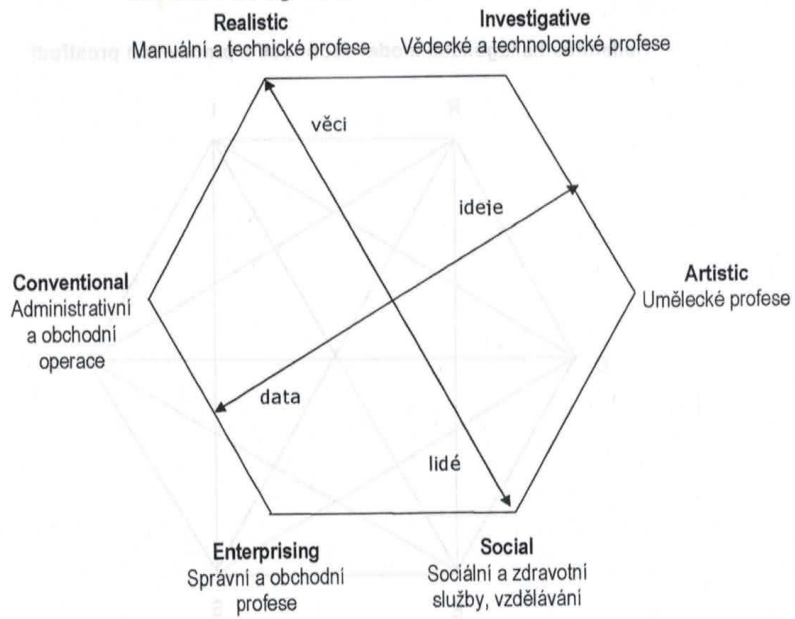 Realistic
Manuální a technické profese
Investigative
Vědecké a technologické profese
věci
ideje
Conventional
Administrativní
a obchodní
operace
Artistic
Umělecké profese
data
lidé
Enterprising
Správní a obchodní
profese
Social
Sociální a zdravotní
služby, vzdělávání